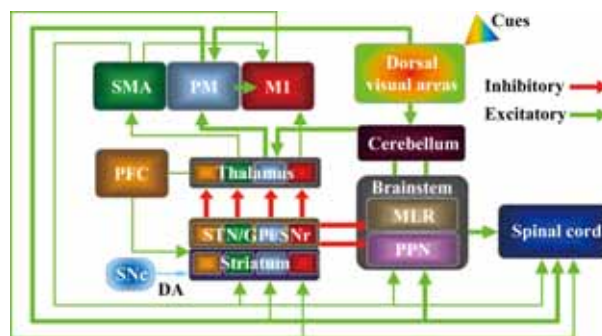 Cues
Dorsal
visual areas
SMA
PM
M1
Inhibitory
Excitatory
Cerebellum
PFC
Thalamus
Brainstem
MLR
STN/GPi/SNr
PPN
Spinal cord
SNc
DA
Striatum